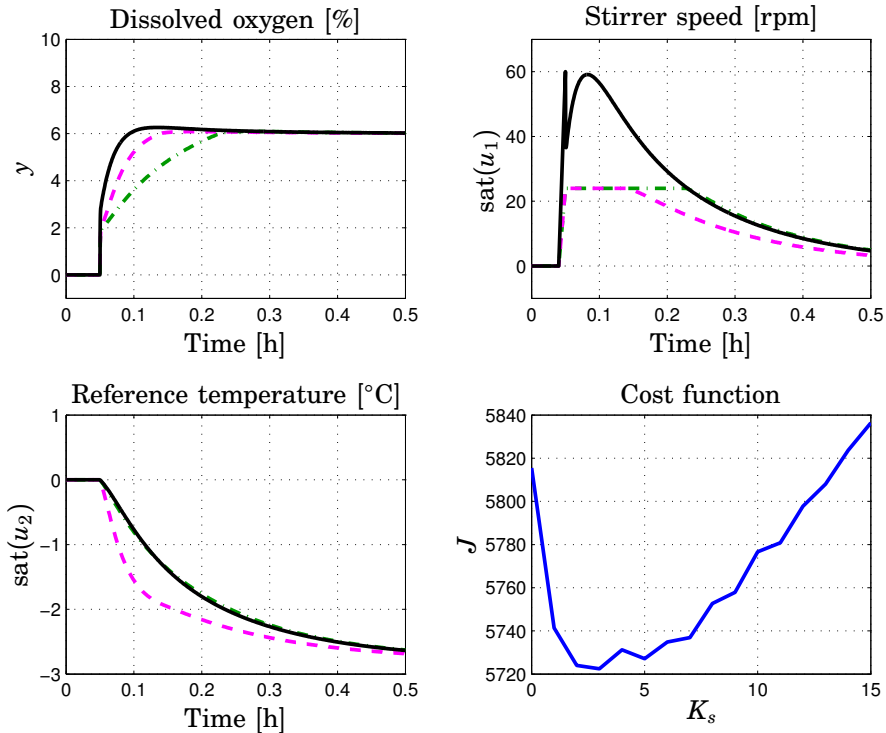 Dissolved oxygen [%]
10
8
6
4
2
0
y
0 0.1 0.2 0.3 0.4 0.5
Time [h]
Stirrer speed [rpm]
60
40
20
0
sat(u₁)
0 0.1 0.2 0.3 0.4 0.5
Time [h]
Reference temperature [°C]
1
0
−1
−2
−3
sat(u₂)
0 0.1 0.2 0.3 0.4 0.5
Time [h]
Cost function
5840
5820
5800
5780
5760
5740
5720
J
0 5 10 15
Kₛ